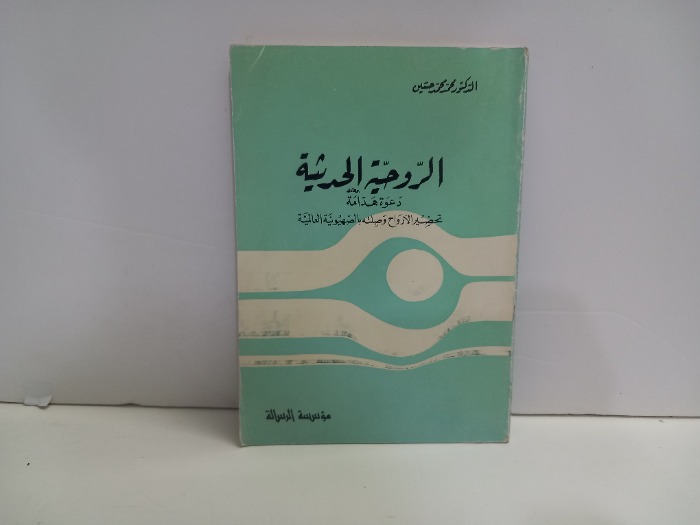 الدكتور محمد محمد حسين
الروحية الحديثة
دعوة هدامة
تحضير الأرواح وصلته بالصهيونية العالمية
مؤسسة الرسالة